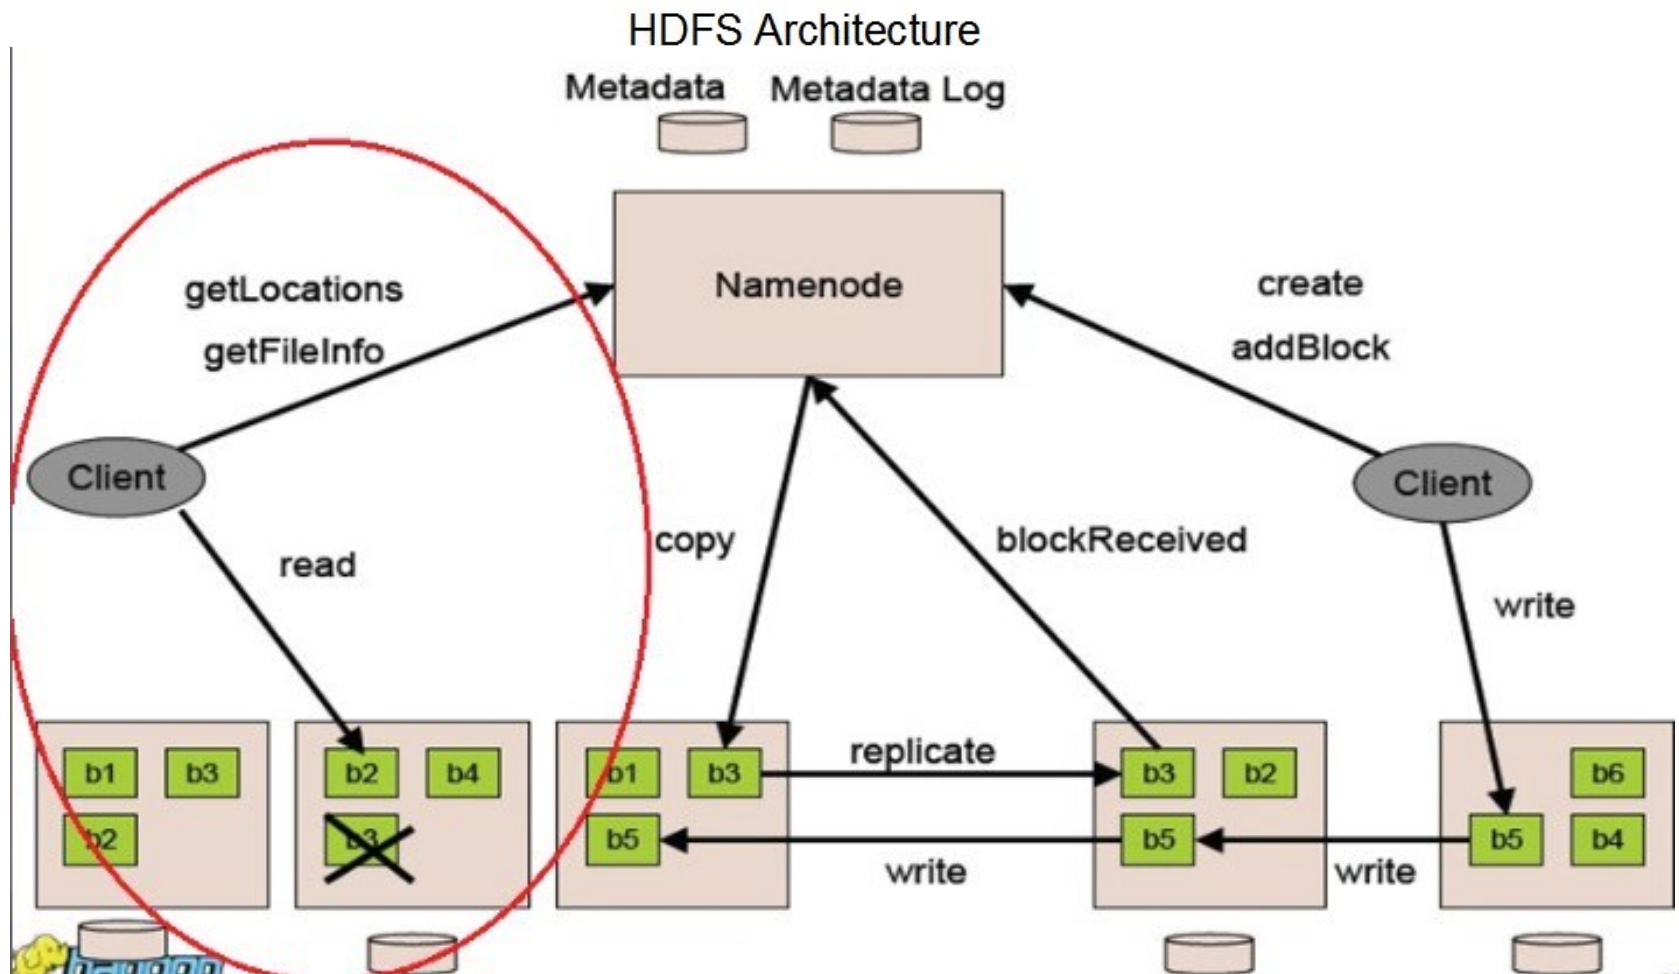 HDFS Architecture
Metadata
Metadata Log
Namenode
getLocations
getFileInfo
create
addBlock
Client
Client
read
copy
blockReceived
write
b1 b3
b2
b2 b4
b3
b1 b3
b5
replicate
write
b3 b2
b5
write
b6
b5 b4